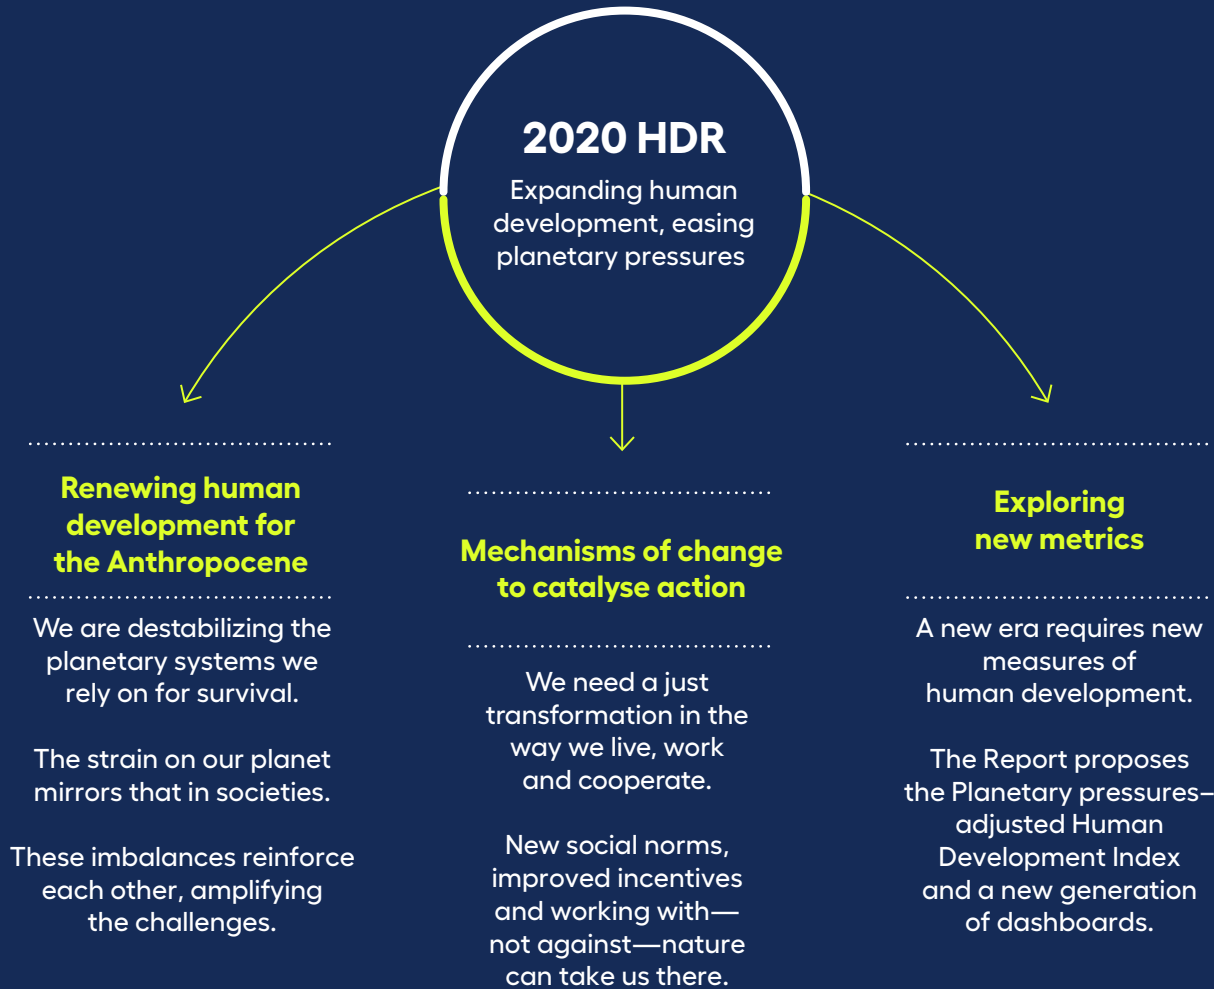 2020 HDR
Expanding human
development, easing
planetary pressures
Renewing human
development for
the Anthropocene
We are destabilizing the
planetary systems we
rely on for survival.
The strain on our planet
mirrors that in societies.
These imbalances reinforce
each other, amplifying
the challenges.
Mechanisms of change
to catalyse action
We need a just
transformation in the
way we live, work
and cooperate.
New social norms,
improved incentives
and working with—
not against—nature
can take us there.
Exploring
new metrics
A new era requires new
measures of
human development.
The Report proposes
the Planetary pressures–
adjusted Human
Development Index
and a new generation
of dashboards.